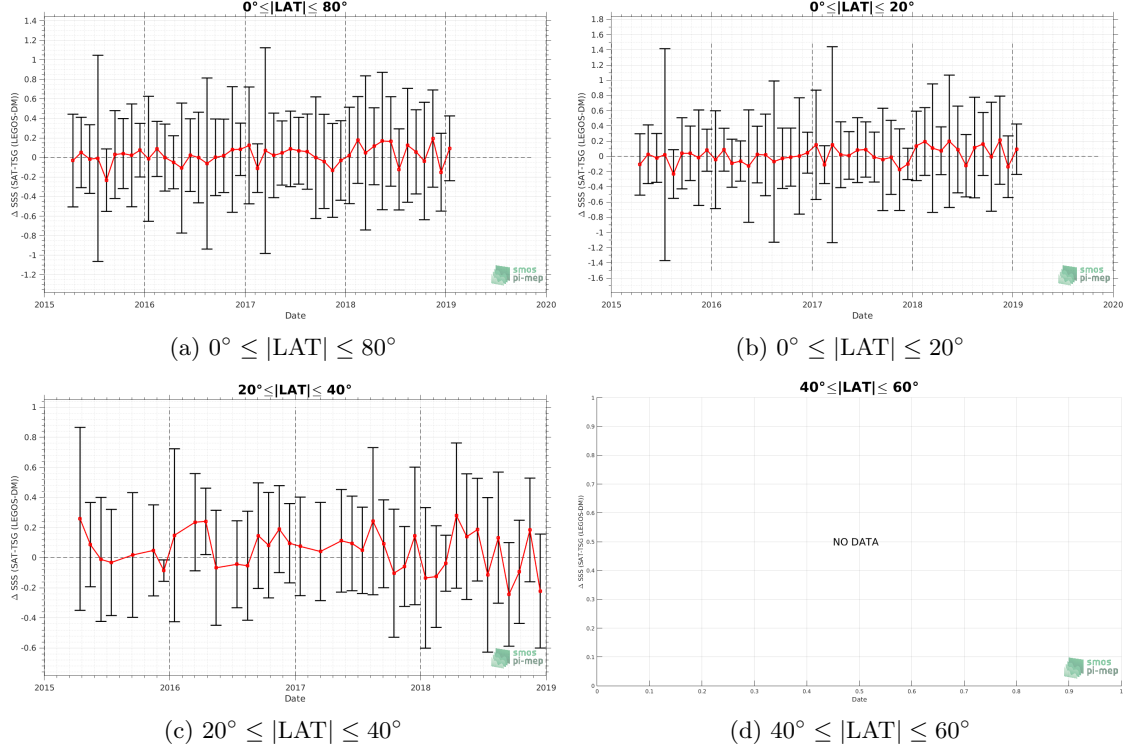 0°≤|LAT|≤ 80°
1.4
1.2
1
0.8
0.6
0.4
0.2
0
-0.2
-0.4
-0.6
-0.8
-1
-1.2
Δ SSS (SAT-TSG (LEGOS-DM))
2015 2016 2017 2018 2019 2020
Date
smos
pi-mep
(a) 0° ≤ |LAT| ≤ 80°
0°≤|LAT|≤ 20°
1.8
1.6
1.4
1.2
1
0.8
0.6
0.4
0.2
0
-0.2
-0.4
-0.6
-0.8
-1
-1.2
-1.4
-1.6
Δ SSS (SAT-TSG (LEGOS-DM))
2015 2016 2017 2018 2019 2020
Date
smos
pi-mep
(b) 0° ≤ |LAT| ≤ 20°
20°≤|LAT|≤ 40°
1
0.8
0.6
0.4
0.2
0
-0.2
-0.4
-0.6
Δ SSS (SAT-TSG (LEGOS-DM))
2015 2016 2017 2018 2019
Date
smos
pi-mep
(c) 20° ≤ |LAT| ≤ 40°
40°≤|LAT|≤ 60°
1
0.9
0.8
0.7
0.6
0.5
0.4
0.3
0.2
0.1
0
Δ SSS (SAT-TSG (LEGOS-DM))
NO DATA
0 0.1 0.2 0.3 0.4 0.5 0.6 0.7 0.8 0.9 1
Date
smos
pi-mep
(d) 40° ≤ |LAT| ≤ 60°